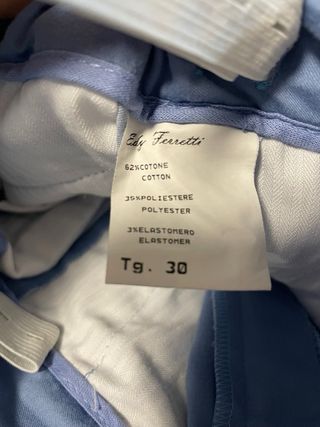 Edy Ferretti
62%COTONE
COTTON
35%POLIESTERE
POLYESTER
3%ELASTOMERO
ELASTOMER
Tg. 30